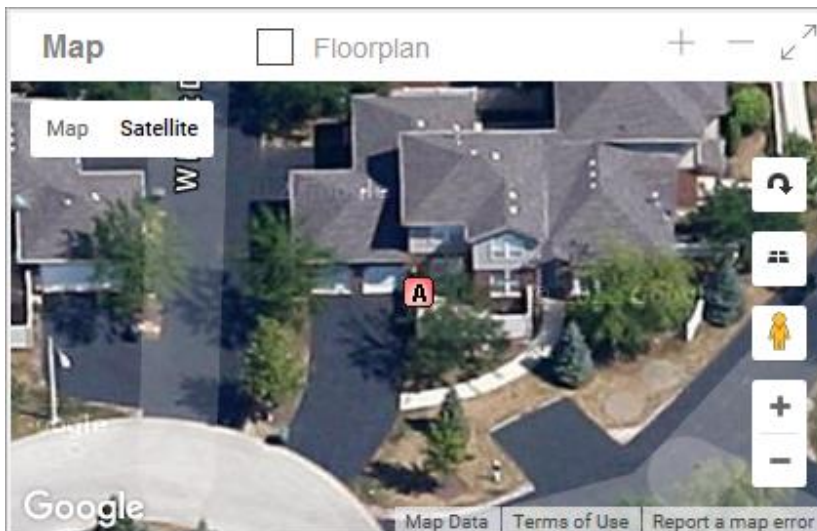 Map
Floorplan
Map
Satellite
A
Google
Map Data
Terms of Use
Report a map error